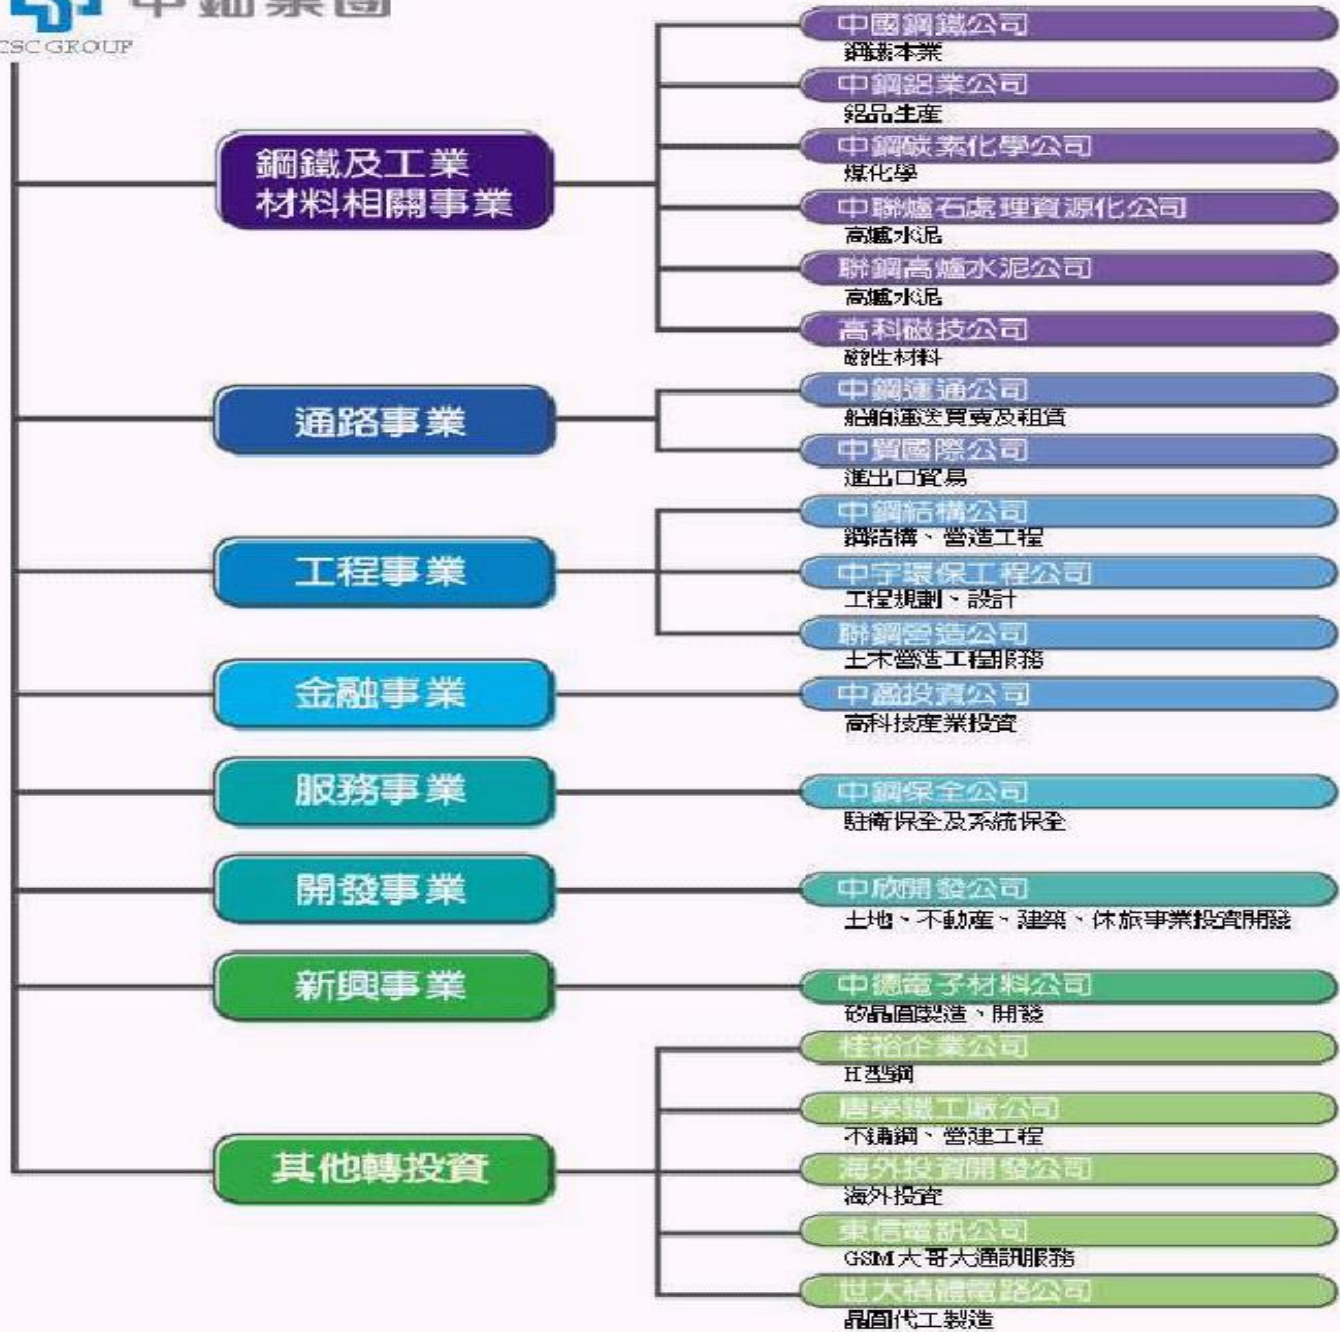 中鋼集團
CSC GROUP
中國鋼鐵公司
鋼鐵本業
中鋼鋁業公司
鋁品生產
中鋼碳素化學公司
煤化學
鋼鐵及工業
材料相關事業
中聯爐石處理資源化公司
高爐水泥
聯鋼高爐水泥公司
高爐水泥
高科磁技公司
磁性材料
通路事業
中鋼運通公司
船舶運送買賣及租賃
中貿國際公司
進出口貿易
工程事業
中鋼結構公司
鋼結構、營造工程
中宇環保工程公司
工程規劃、設計
聯鋼營造公司
土木營造工程服務
金融事業
中盈投資公司
高科技產業投資
服務事業
中鋼保全公司
駐衛保全及系統保全
開發事業
中欣開發公司
土地、不動產、建築、休旅事業投資開發
新興事業
中德電子材料公司
矽晶圓製造、開發
其他轉投資
桂裕企業公司
H型鋼
唐榮鐵工廠公司
不鏽鋼、營建工程
海外投資開發公司
海外投資
東信電訊公司
GSM大哥大通訊服務
世大積體電路公司
晶圓代工製造